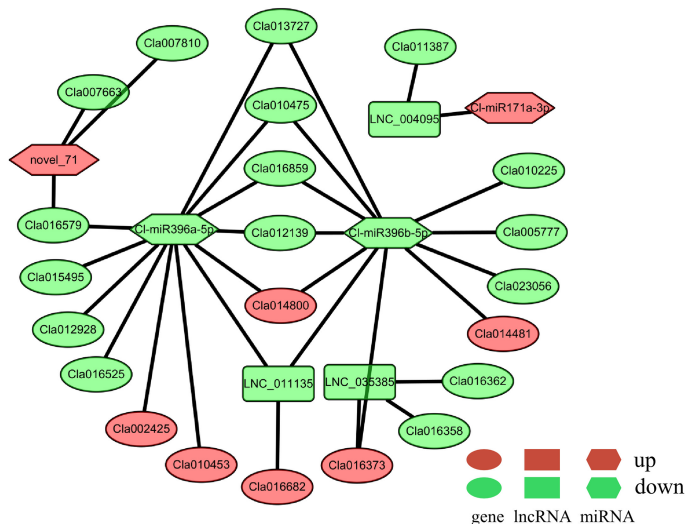 Cla013727
Cla007810
Cla011387
Cla007663
Cla010475
LNC_004095
Cl-miR171a-3p
novel_71
Cla016859
Cla010225
Cla016579
Cl-miR396a-5p
Cla012139
Cl-miR396b-5p
Cla005777
Cla015495
Cla023056
Cla014800
Cla012928
Cla014481
Cla016525
LNC_011135
LNC_035385
Cla016362
Cla002425
Cla016358
Cla010453
Cla016682
Cla016373
up
down
gene lncRNA miRNA